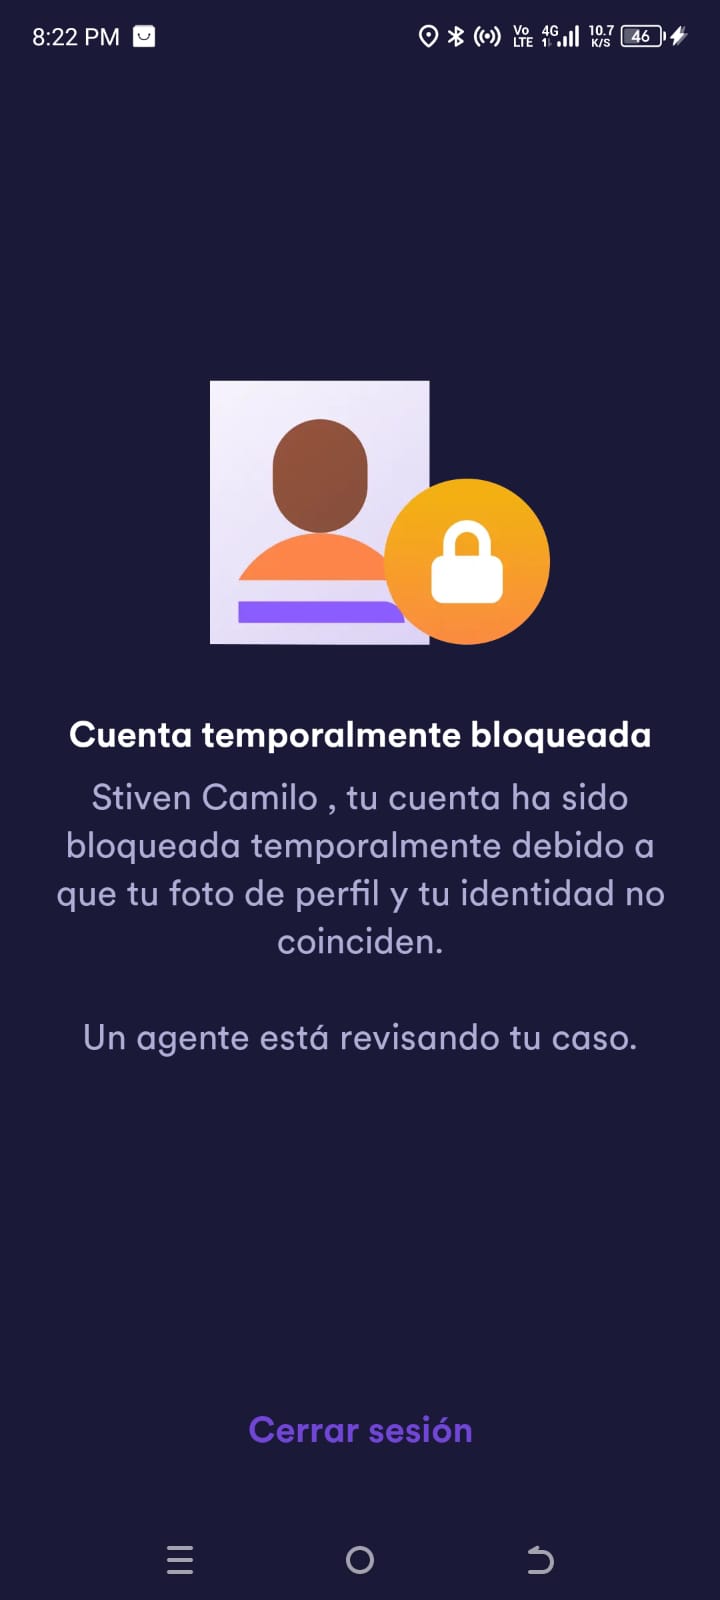 8:22 PM
Vo LTE 4G 10.7 K/S 46
Cuenta temporalmente bloqueada
Stiven Camilo , tu cuenta ha sido
bloqueada temporalmente debido a
que tu foto de perfil y tu identidad no
coinciden.
Un agente está revisando tu caso.
Cerrar sesión